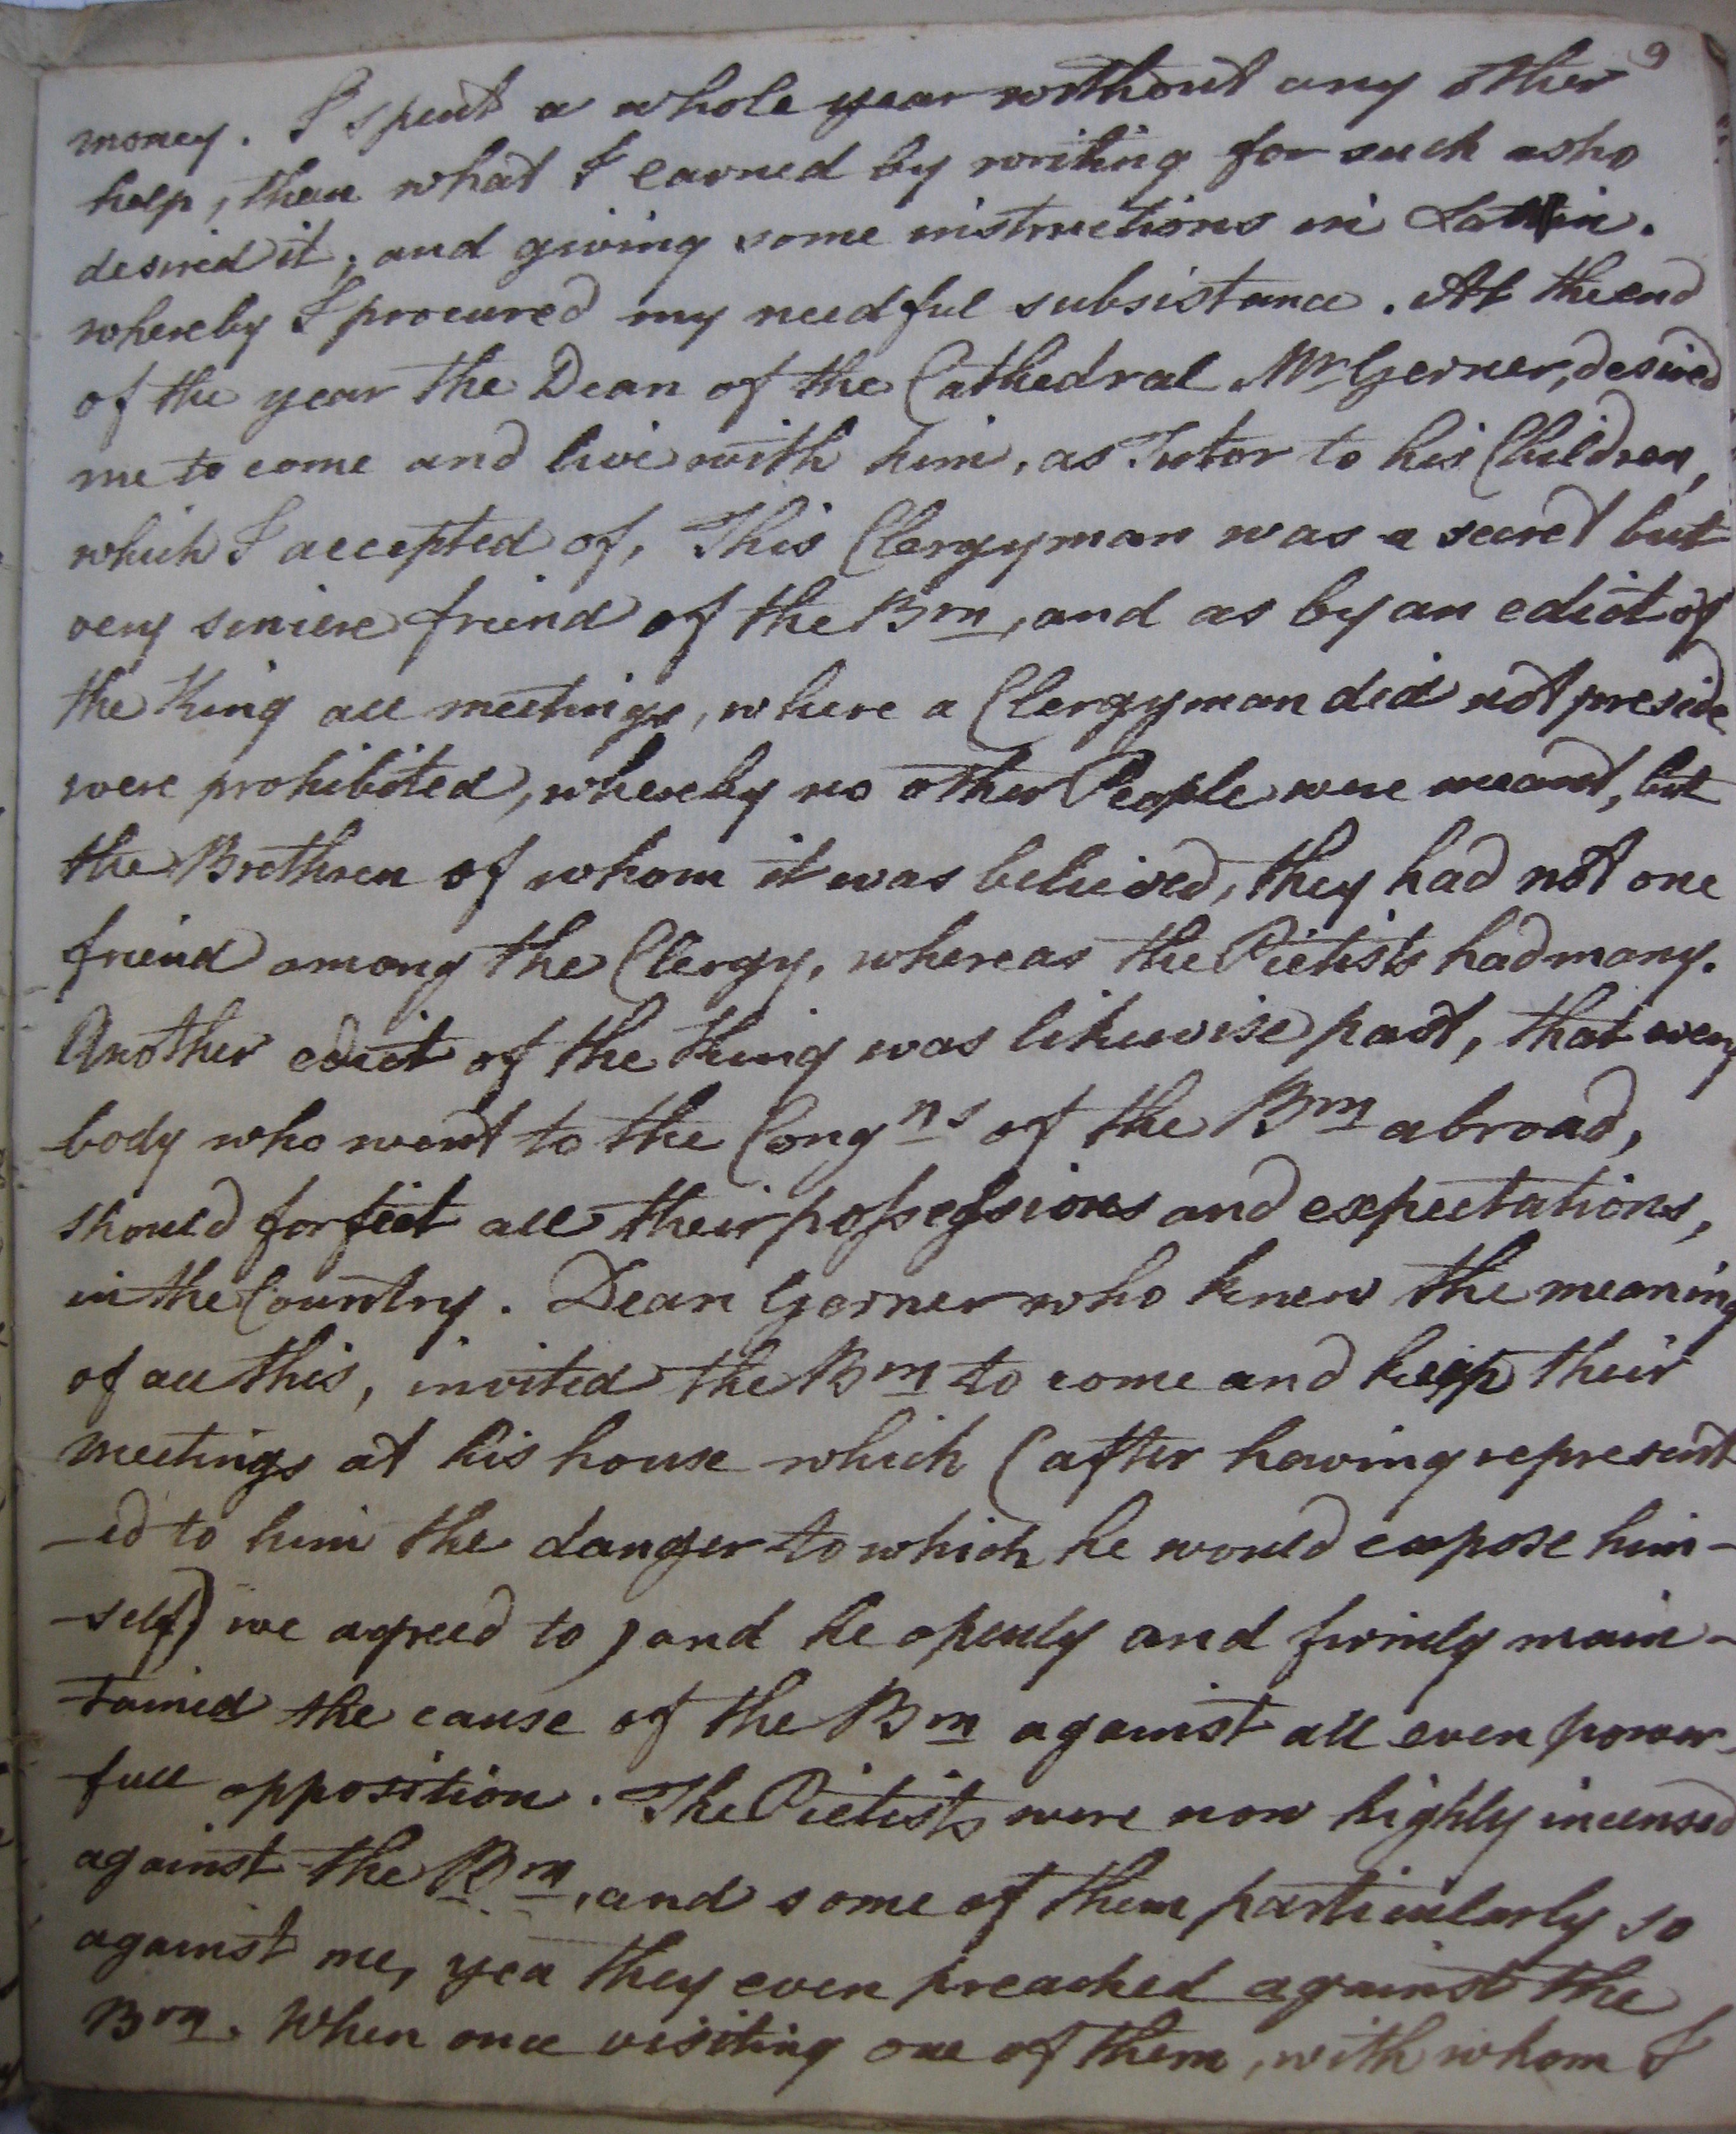 9
money. I spent a whole year without any other
help, than what I earned by writing for such who
desired it, and giving some instructions in Latin.
whereby I procured my needful subsistance. At the end
of the year the Dean of the Cathedral Mr Gerner, desired
me to come and live with him, as Tutor to his Children,
which I accepted of, This Clergyman was a secret but
very sincere friend of the Brn, and as by an edict of
the King all meetings, where a Clergyman did not preside
were prohibited, whereby no other People were meant, but
the Brethren of whom it was believed, they had not one
friend among the Clergy, whereas the Pietists had many.
Another edict of the King was likewise past, that every
body who went to the Congns of the Brn abroad,
should forfeit all their possessions and expectations,
in the Country. Dean Gerner who knew the meaning
of all this, invited the Brn to come and keep their
meetings at his house which (after having represent
-ed to him the danger to which he would expose him-
-self) we agreed to, and he openly and firmly main-
-tained the cause of the Brn against all even power-
full opposition. The Pietists were now highly incensed
against the Brn, and some of them particularly so
against me, yea they even preached against the
Brn. When once visiting one of them, with whom I